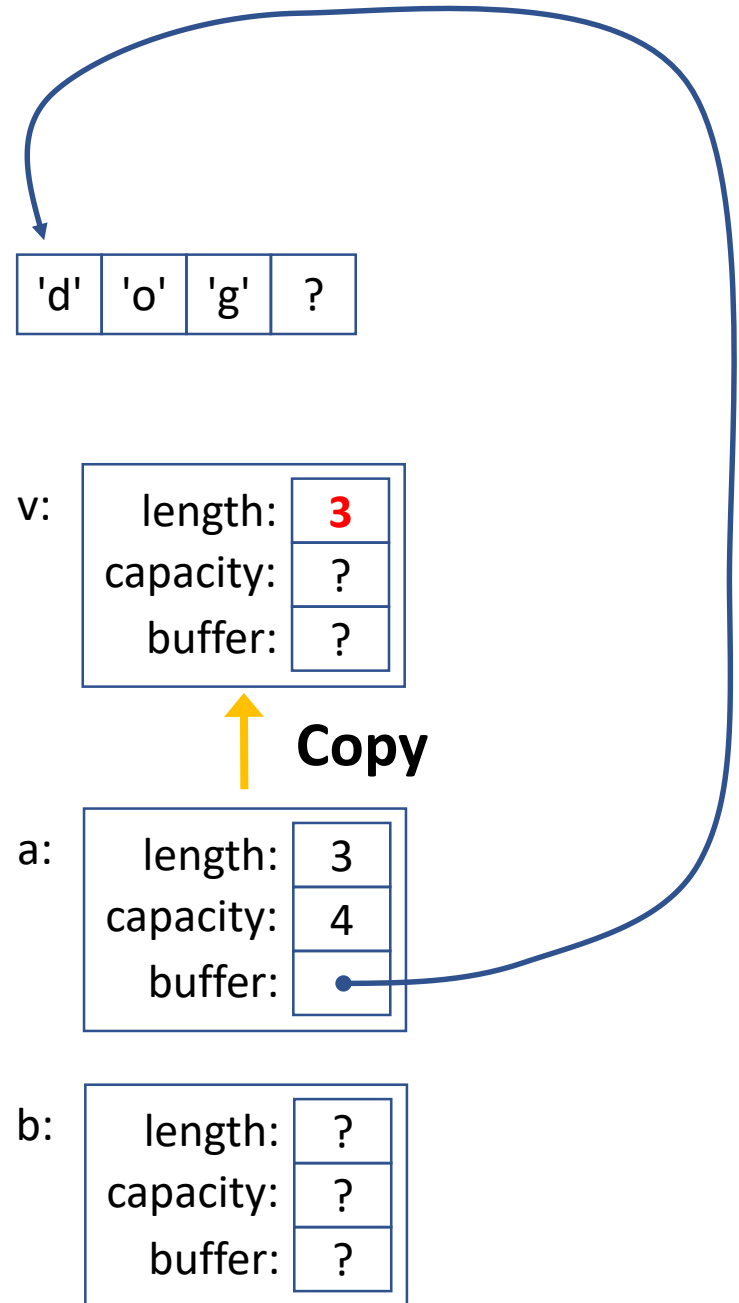 'd' 'o' 'g' ?
v:
length: 3
capacity: ?
buffer: ?
Copy
a:
length: 3
capacity: 4
buffer:
b:
length: ?
capacity: ?
buffer: ?